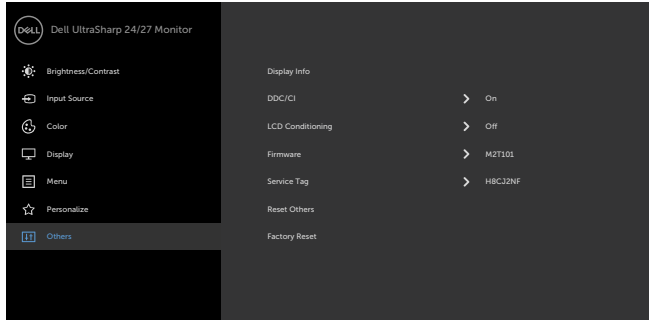 DELL
Dell UltraSharp 24/27 Monitor
Brightness/Contrast
Display Info
Input Source
DDC/CI
On
Color
LCD Conditioning
Off
Display
Firmware
M2T101
Menu
Service Tag
H8CJ2NF
Personalize
Reset Others
Others
Factory Reset